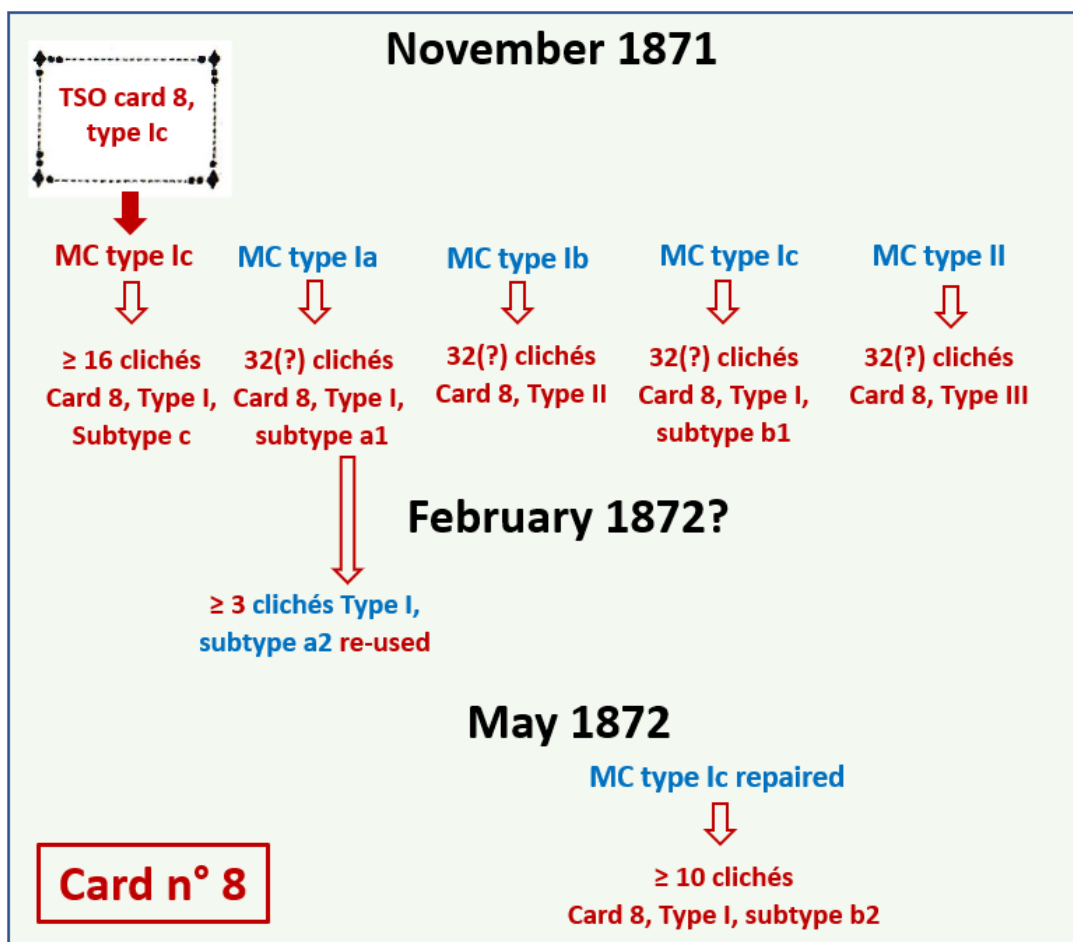 November 1871
TSO card 8,
type Ic
MC type Ic
MC type Ia
MC type Ib
MC type Ic
MC type II
≥ 16 clichés
Card 8, Type I,
Subtype c
32(?) clichés
Card 8, Type I,
subtype a1
32(?) clichés
Card 8, Type II
32(?) clichés
Card 8, Type I,
subtype b1
32(?) clichés
Card 8, Type III
February 1872?
≥ 3 clichés Type I,
subtype a2 re-used
May 1872
MC type Ic repaired
≥ 10 clichés
Card 8, Type I, subtype b2
Card n° 8